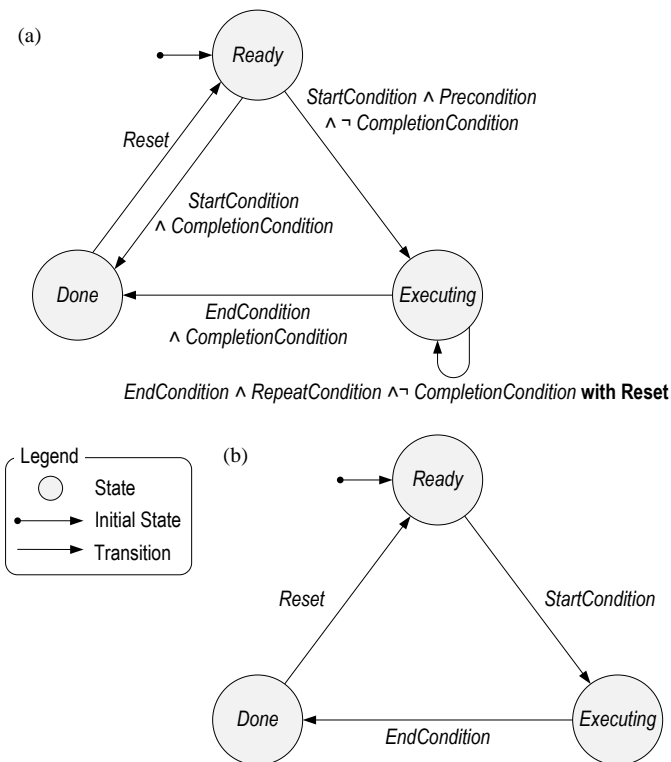 (a)
Ready
StartCondition ∧ Precondition
∧ ¬ CompletionCondition
Reset
StartCondition
∧ CompletionCondition
Done
Executing
EndCondition
∧ CompletionCondition
EndCondition ∧ RepeatCondition ∧¬ CompletionCondition with Reset
Legend
State
Initial State
Transition
(b)
Ready
Reset
StartCondition
Done
Executing
EndCondition